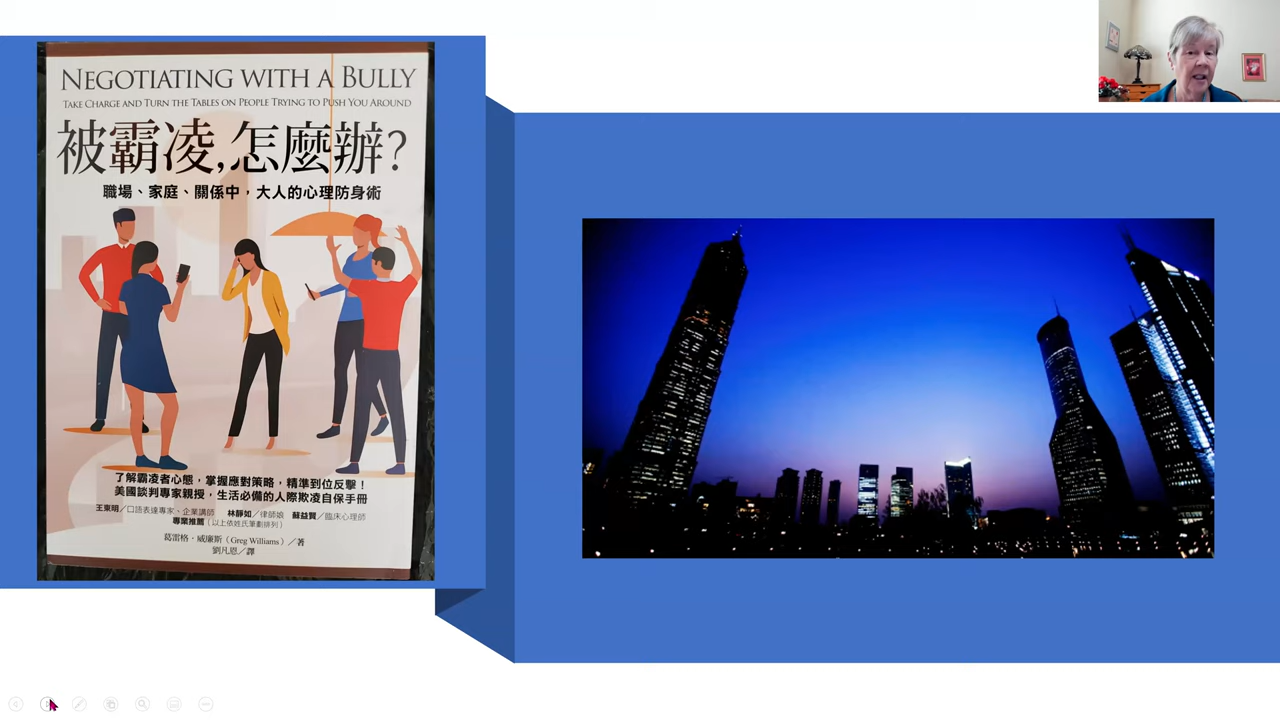 NEGOTIATING WITH A BULLY
TAKE CHARGE AND TURN THE TABLES ON PEOPLE TRYING TO PUSH YOU AROUND
被霸凌,怎麼辦?
職場、家庭、關係中,大人的心理防身術
了解霸凌者心態,掌握應對策略,精準到位反擊!
美國談判專家親授,生活必備的人際欺凌自保手冊
王東明/口語表達專家、企業講師 林靜如/律師娘 蘇益賢/臨床心理師
專業推薦(以上依姓氏筆劃排列)
葛雷格・威廉斯(Greg Williams)/著
劉凡恩/譯